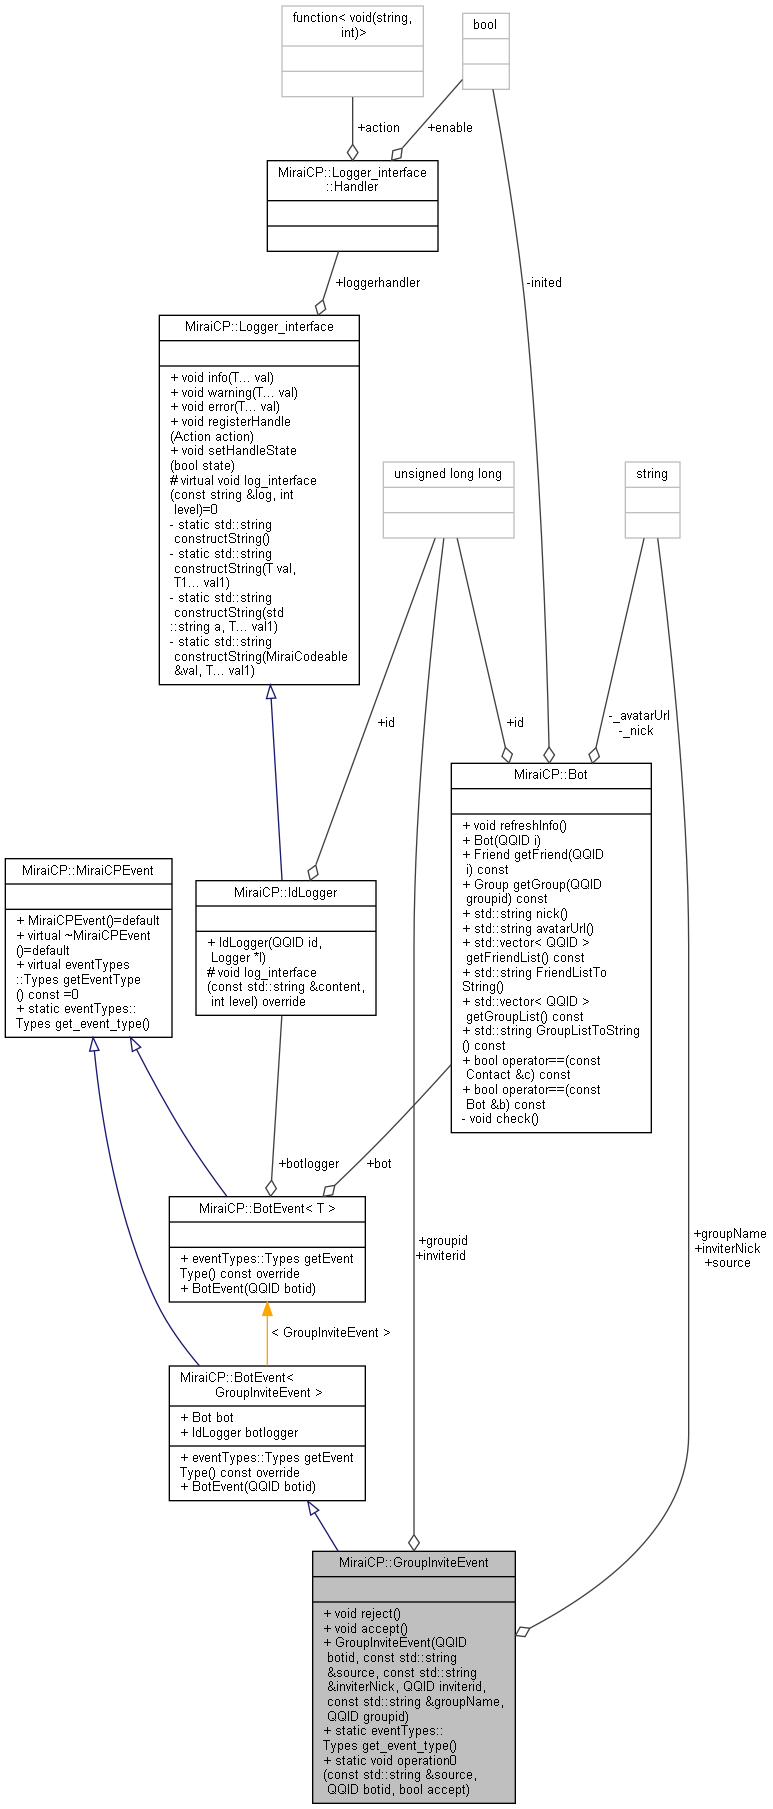 function< void(string,
int)>
bool
+action
+enable
MiraiCP::Logger_interface
::Handler
+loggerhandler
-inited
MiraiCP::Logger_interface
+ void info(T... val)
+ void warning(T... val)
+ void error(T... val)
+ void registerHandle
(Action action)
+ void setHandleState
(bool state)
# virtual void log_interface
(const string &log, int
level)=0
- static std::string
constructString()
- static std::string
constructString(T val,
T1... val1)
- static std::string
constructString(std
::string a, T... val1)
- static std::string
constructString(MiraiCodeable
&val, T... val1)
unsigned long long
string
+id
+id
-_avatarUrl
-_nick
MiraiCP::Bot
+ void refreshInfo()
+ Bot(QQID i)
+ Friend getFriend(QQID
i) const
+ Group getGroup(QQID
groupid) const
+ std::string nick()
+ std::string avatarUrl()
+ std::vector< QQID >
getFriendList() const
+ std::string FriendListTo
String()
+ std::vector< QQID >
getGroupList() const
+ std::string GroupListToString
() const
+ bool operator==(const
Contact &c) const
+ bool operator==(const
Bot &b) const
- void check()
MiraiCP::MiraiCPEvent
+ MiraiCPEvent()=default
+ virtual ~MiraiCPEvent
()=default
+ virtual eventTypes
::Types getEventType
() const =0
+ static eventTypes::
Types get_event_type()
MiraiCP::IdLogger
+ IdLogger(QQID id,
Logger *l)
# void log_interface
(const std::string &content,
int level) override
+botlogger
+bot
MiraiCP::BotEvent< T >
+ eventTypes::Types getEvent
Type() const override
+ BotEvent(QQID botid)
+groupid
+inviterid
+groupName
+inviterNick
+source
< GroupInviteEvent >
MiraiCP::BotEvent<
GroupInviteEvent >
+ Bot bot
+ IdLogger botlogger
+ eventTypes::Types getEvent
Type() const override
+ BotEvent(QQID botid)
MiraiCP::GroupInviteEvent
+ void reject()
+ void accept()
+ GroupInviteEvent(QQID
botid, const std::string
&source, const std::string
&inviterNick, QQID inviterid,
const std::string &groupName,
QQID groupid)
+ static eventTypes::
Types get_event_type()
+ static void operation0
(const std::string &source,
QQID botid, bool accept)